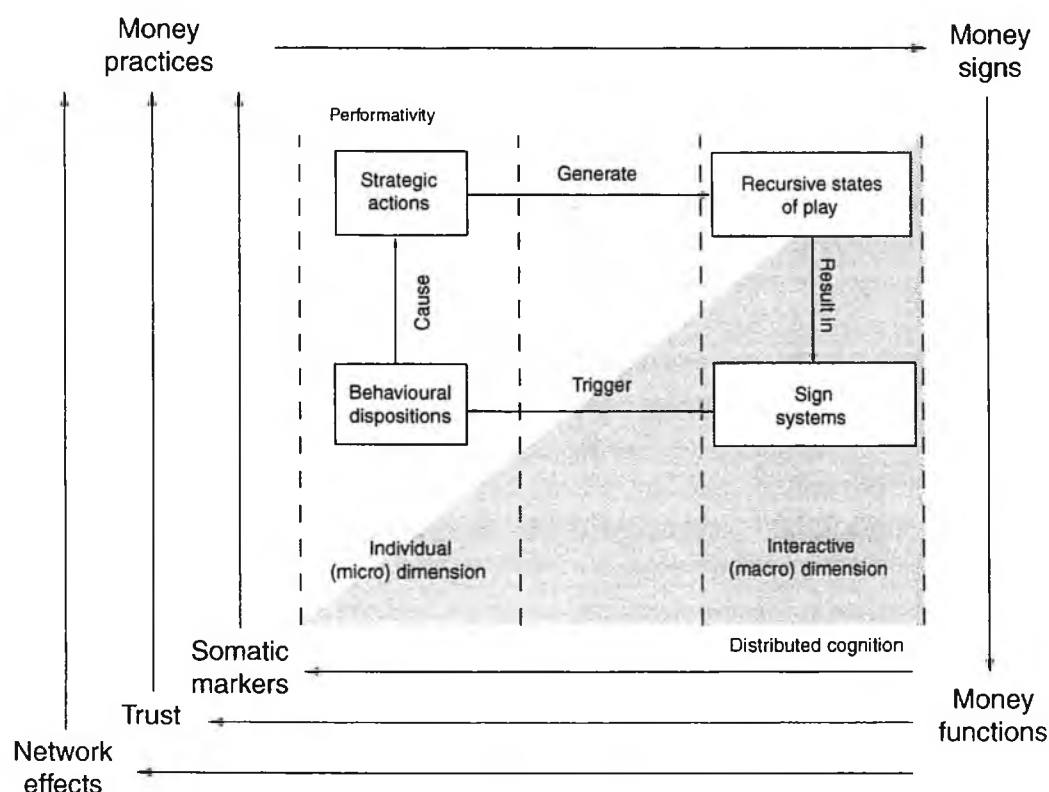 Money
practices
Money
signs
Performativity
Strategic
actions
Generate
Recursive states
of play
Cause
Result in
Behavioural
dispositions
Trigger
Sign
systems
Individual
(micro) dimension
Interactive
(macro) dimension
Somatic
markers
Distributed cognition
Trust
Money
functions
Network
effects